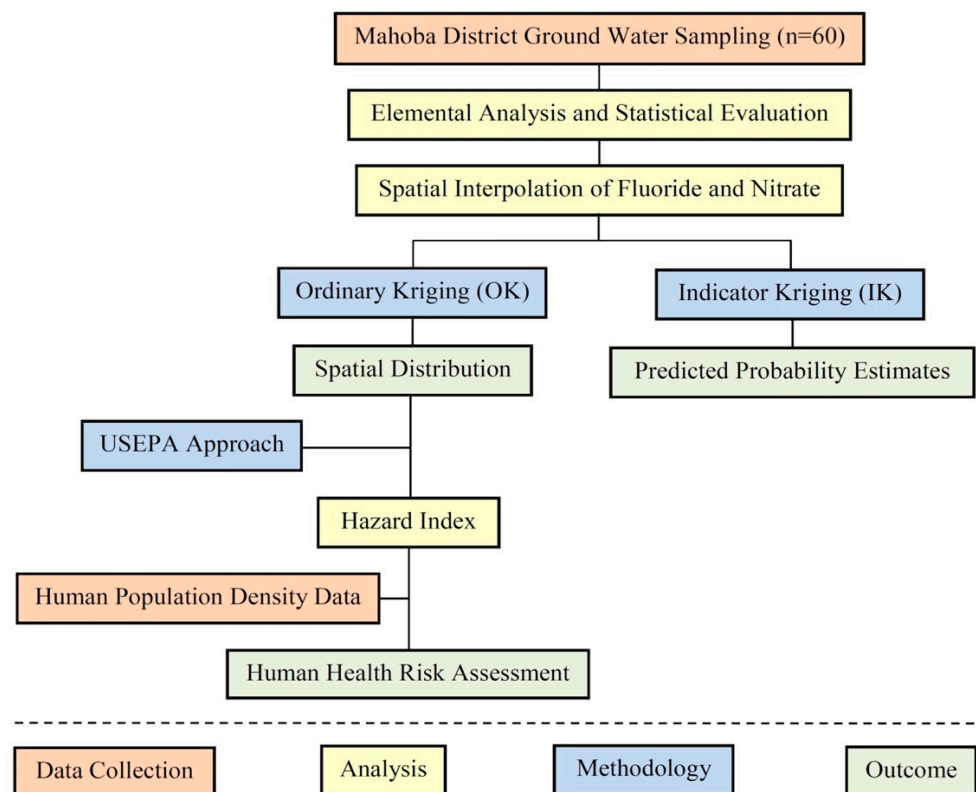 Mahoba District Ground Water Sampling (n=60)
Elemental Analysis and Statistical Evaluation
Spatial Interpolation of Fluoride and Nitrate
Ordinary Kriging (OK)
Indicator Kriging (IK)
Spatial Distribution
Predicted Probability Estimates
USEPA Approach
Hazard Index
Human Population Density Data
Human Health Risk Assessment
Data Collection
Analysis
Methodology
Outcome